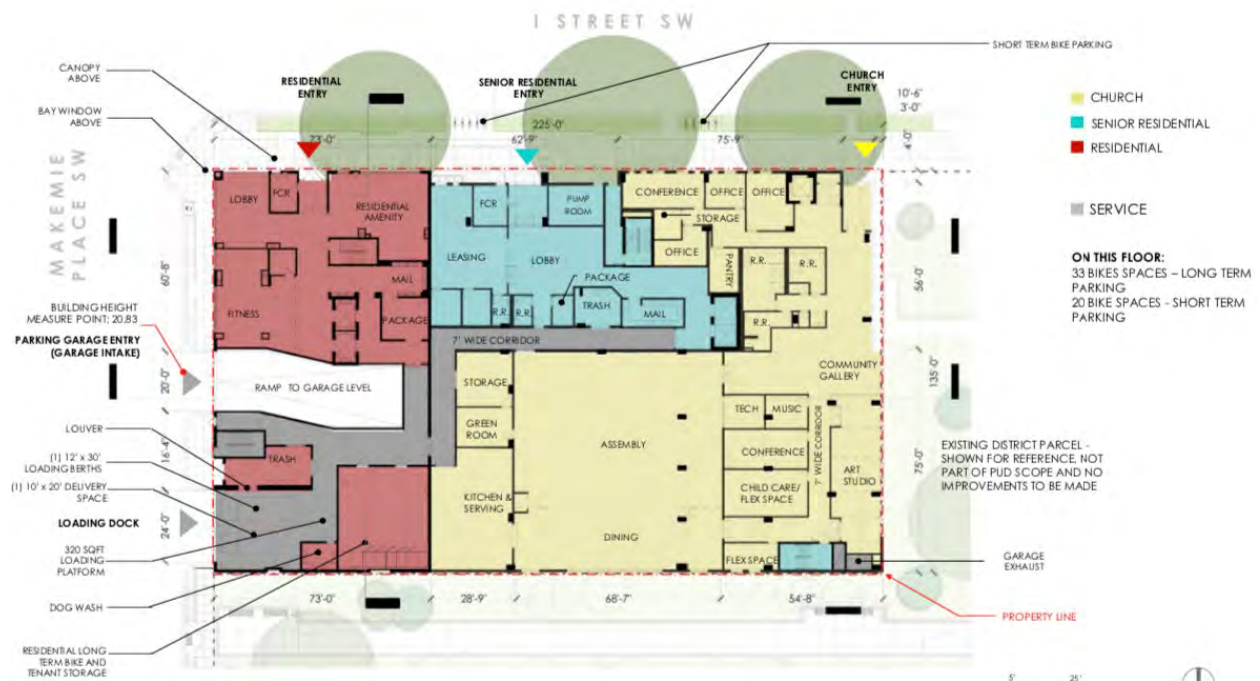 I STREET SW
SHORT TERM BIKE PARKING
CANOPY
ABOVE
RESIDENTIAL
ENTRY
SENIOR RESIDENTIAL
ENTRY
CHURCH
ENTRY
10'-6"
3'-0"
4'-0"
BAY WINDOW
ABOVE
73'-0"
225'-0"
62'-9"
75'-9"
CHURCH
SENIOR RESIDENTIAL
RESIDENTIAL
SERVICE
MAKEMIE
PLACE SW
LOBBY
FCR
RESIDENTIAL
AMENITY
FCR
PUMP
ROOM
CONFERENCE
OFFICE
OFFICE
STORAGE
OFFICE
LEASING
LOBBY
PANTRY
R.R.
R.R.
ON THIS FLOOR:
33 BIKES SPACES – LONG TERM
PARKING
20 BIKE SPACES - SHORT TERM
PARKING
60'-8"
56'-0"
MAIL
PACKAGE
FITNESS
PACKAGE
R.R.
R.R.
TRASH
MAIL
R.R.
BUILDING HEIGHT
MEASURE POINT; 20.83
PARKING GARAGE ENTRY
(GARAGE INTAKE)
7' WIDE CORRIDOR
20'-0"
RAMP TO GARAGE LEVEL
STORAGE
COMMUNITY
GALLERY
135'-0"
GREEN
ROOM
TECH
MUSIC
7' WIDE CORRIDOR
LOUVER
16'-4"
TRASH
ASSEMBLY
CONFERENCE
ART
STUDIO
75'-0"
EXISTING DISTRICT PARCEL -
SHOWN FOR REFERENCE, NOT
PART OF PUD SCOPE AND NO
IMPROVEMENTS TO BE MADE
(1) 12' x 30'
LOADING BERTHS
(1) 10' x 20' DELIVERY
SPACE
LOADING DOCK
24'-0"
KITCHEN &
SERVING
CHILD CARE/
FLEX SPACE
DINING
320 SQFT
LOADING
PLATFORM
FLEX SPACE
GARAGE
EXHAUST
DOG WASH
73'-0"
28'-9"
68'-7"
54'-8"
PROPERTY LINE
RESIDENTIAL LONG
TERM BIKE AND
TENANT STORAGE
5'
25'